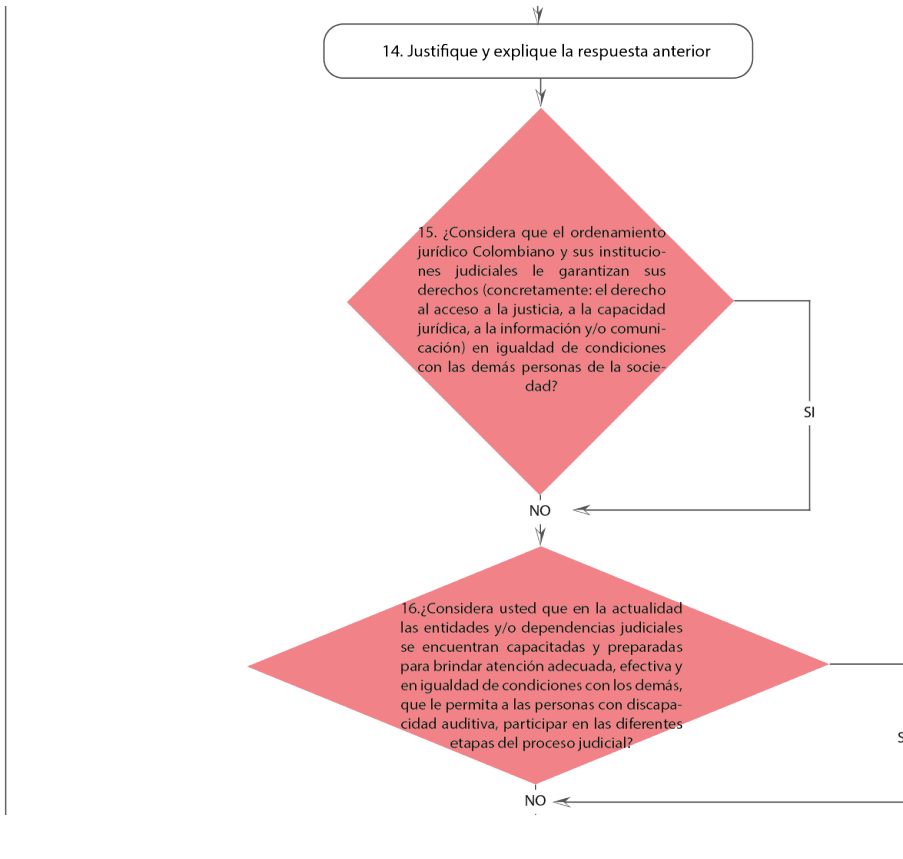 14. Justifique y explique la respuesta anterior
15. ¿Considera que el ordenamiento
jurídico Colombiano y sus institucio-
nes judiciales le garantizan sus
derechos (concretamente: el derecho
al acceso a la justicia, a la capacidad
jurídica, a la información y/o comuni-
cación) en igualdad de condiciones
con las demás personas de la socie-
dad?
SI
NO
16.¿Considera usted que en la actualidad
las entidades y/o dependencias judiciales
se encuentran capacitadas y preparadas
para brindar atención adecuada, efectiva y
en igualdad de condiciones con los demás,
que le permita a las personas con discapa-
cidad auditiva, participar en las diferentes
etapas del proceso judicial?
NO